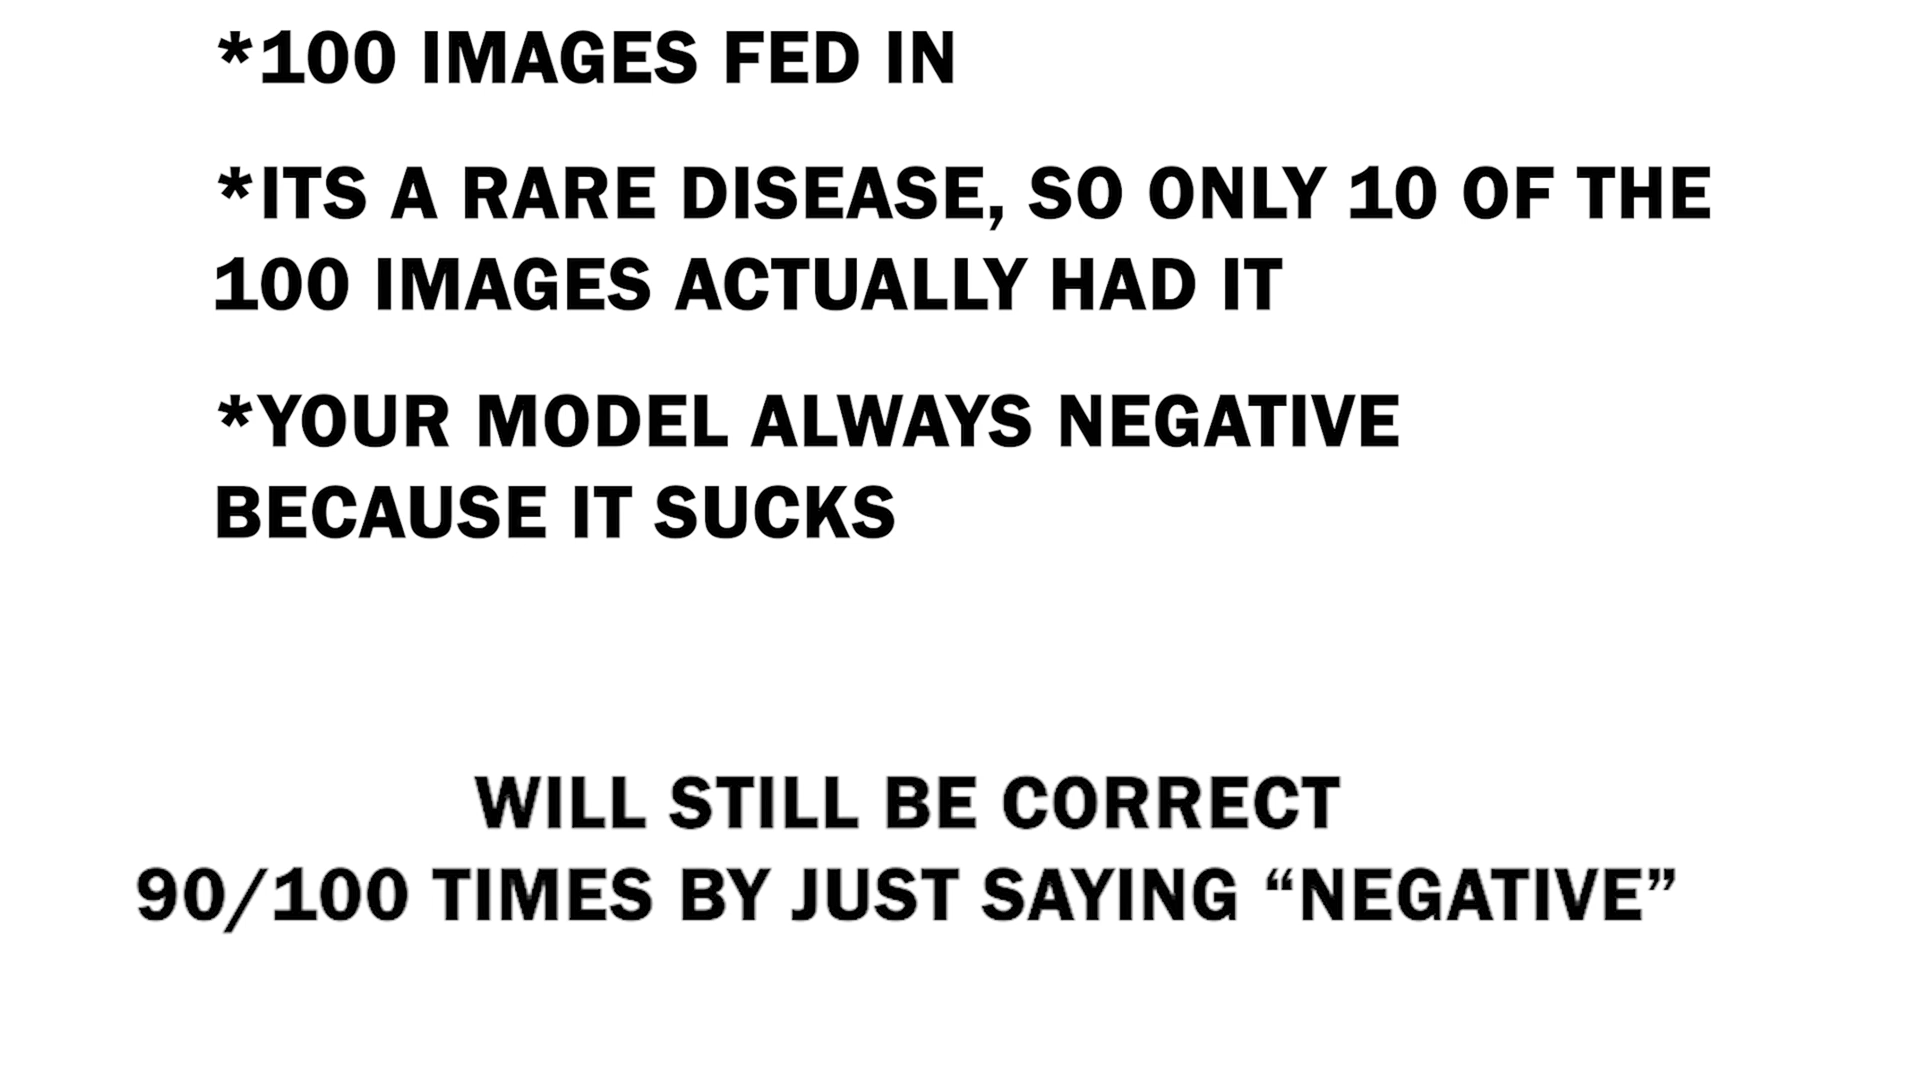 *100 IMAGES FED IN
*ITS A RARE DISEASE, SO ONLY 10 OF THE
100 IMAGES ACTUALLY HAD IT
*YOUR MODEL ALWAYS NEGATIVE
BECAUSE IT SUCKS
WILL STILL BE CORRECT
90/100 TIMES BY JUST SAYING “NEGATIVE”